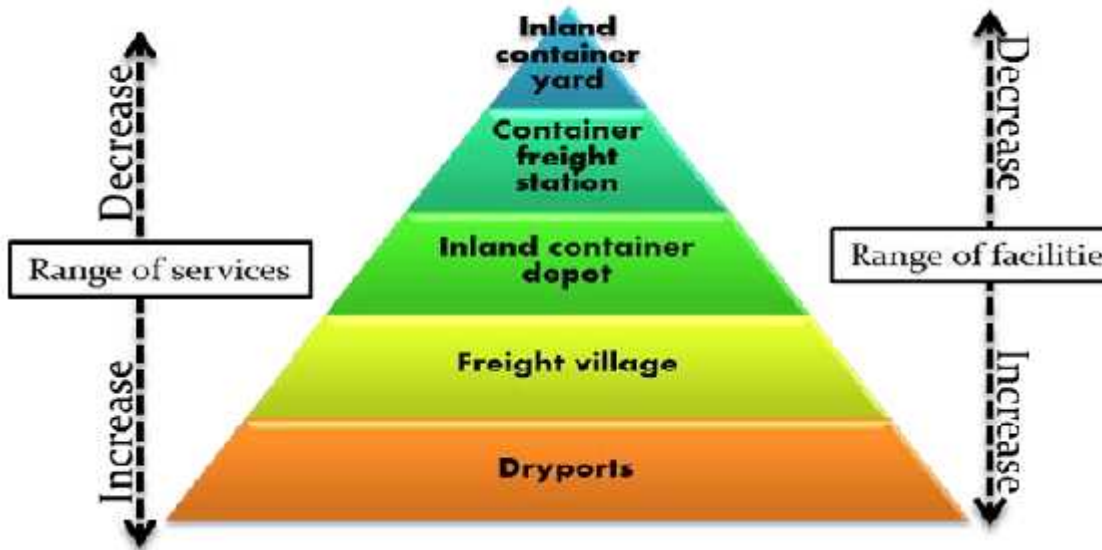 Inland
container
yard
Container
freight
station
Inland container
depot
Freight village
Dryports
Decrease
Range of services
Increase
Decrease
Range of facilitie
Increase